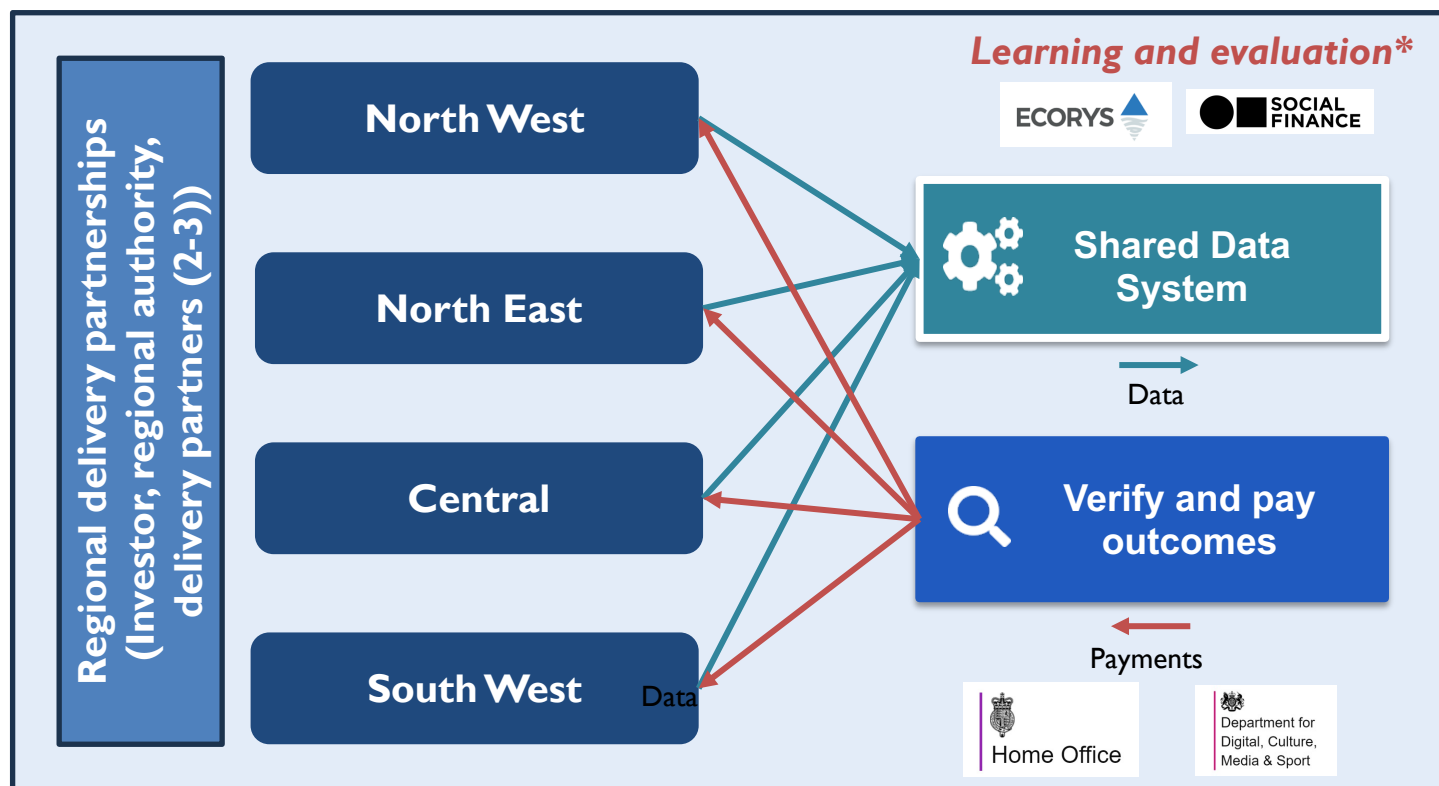 Regional delivery partnerships
(Investor, regional authority,
delivery partners (2-3))
North West
North East
Central
South West
Data
Learning and evaluation*
ECORYS
SOCIAL
FINANCE
Shared Data
System
Data
Verify and pay
outcomes
Payments
Home Office
Department for
Digital, Culture,
Media & Sport